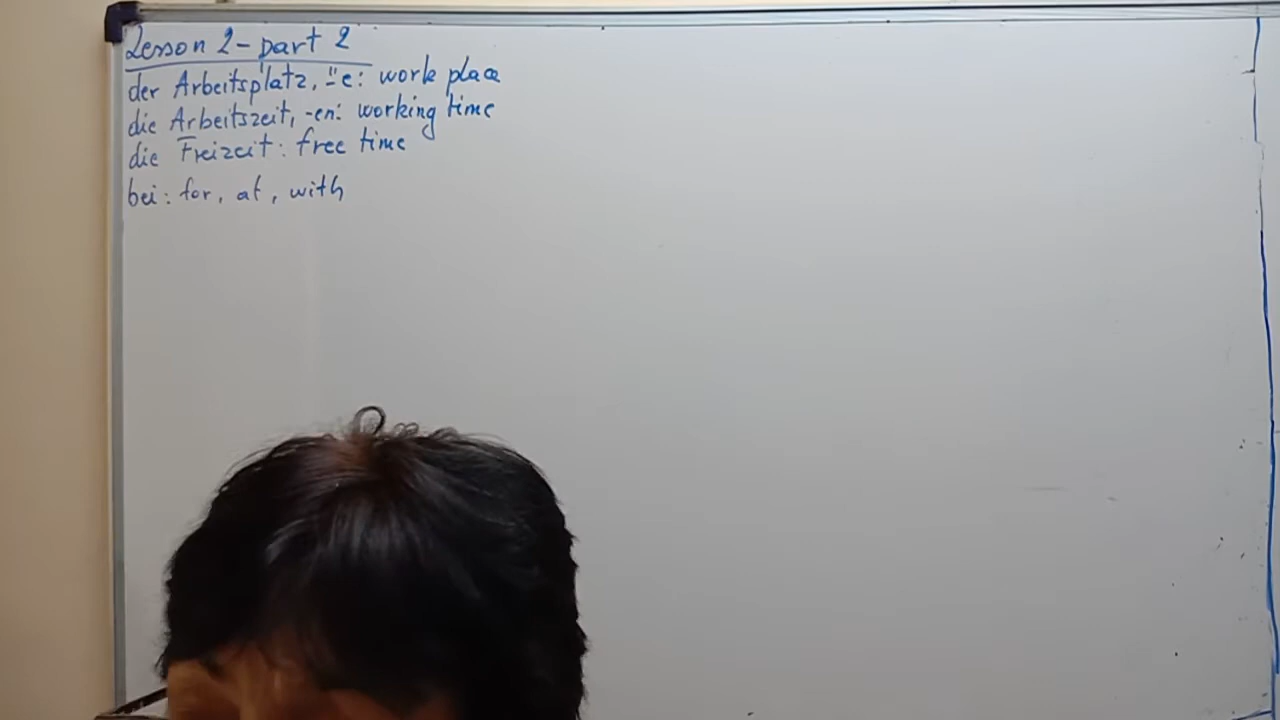 Lesson 2 - part 2
der Arbeitsplatz, -̈e: work place
die Arbeitszeit, -en: working time
die Freizeit: free time
bei: for, at, with